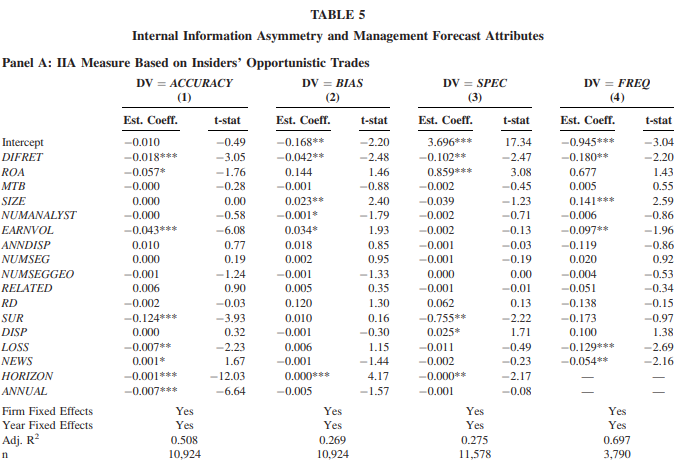 TABLE 5
Internal Information Asymmetry and Management Forecast Attributes
Panel A: IIA Measure Based on Insiders' Opportunistic Trades
DV = ACCURACY DV = BIAS DV = SPEC DV = FREQ
(1) (2) (3) (4)
Est. Coeff. t-stat Est. Coeff. t-stat Est. Coeff. t-stat Est. Coeff. t-stat
Intercept −0.010 −0.49 −0.168** −2.20 3.696*** 17.34 −0.945*** −3.04
DIFRET −0.018*** −3.05 −0.042** −2.48 −0.102** −2.47 −0.180** −2.20
ROA −0.057* −1.76 0.144 1.46 0.859*** 3.08 0.677 1.43
MTB −0.000 −0.28 −0.001 −0.88 −0.002 −0.45 0.005 0.55
SIZE 0.000 0.00 0.023** 2.40 −0.039 −1.23 0.141*** 2.59
NUMANALYST −0.000 −0.58 −0.001* −1.79 −0.002 −0.71 −0.006 −0.86
EARNVOL −0.043*** −6.08 0.034* 1.93 −0.002 −0.13 −0.097** −1.96
ANNDISP 0.010 0.77 0.018 0.85 −0.001 −0.03 −0.119 −0.86
NUMSEG 0.000 0.19 0.002 0.95 −0.001 −0.19 0.020 0.92
NUMSEGGEO −0.001 −1.24 −0.001 −1.33 0.000 0.00 −0.004 −0.53
RELATED 0.006 0.90 0.005 0.35 −0.001 −0.01 −0.051 −0.34
RD −0.002 −0.03 0.120 1.30 0.062 0.13 −0.138 −0.15
SUR −0.124*** −3.93 0.010 0.16 −0.755** −2.22 −0.173 −0.97
DISP 0.000 0.32 −0.001 −0.30 0.025* 1.71 0.100 1.38
LOSS −0.007** −2.23 0.006 1.15 −0.011 −0.49 −0.129*** −2.69
NEWS 0.001* 1.67 −0.001 −1.44 −0.002 −0.23 −0.054** −2.16
HORIZON −0.001*** −12.03 0.000*** 4.17 −0.000** −2.17 — —
ANNUAL −0.007*** −6.64 −0.005 −1.57 −0.001 −0.08 — —
Firm Fixed Effects Yes Yes Yes Yes
Year Fixed Effects Yes Yes Yes Yes
Adj. R² 0.508 0.269 0.275 0.697
n 10,924 10,924 11,578 3,790